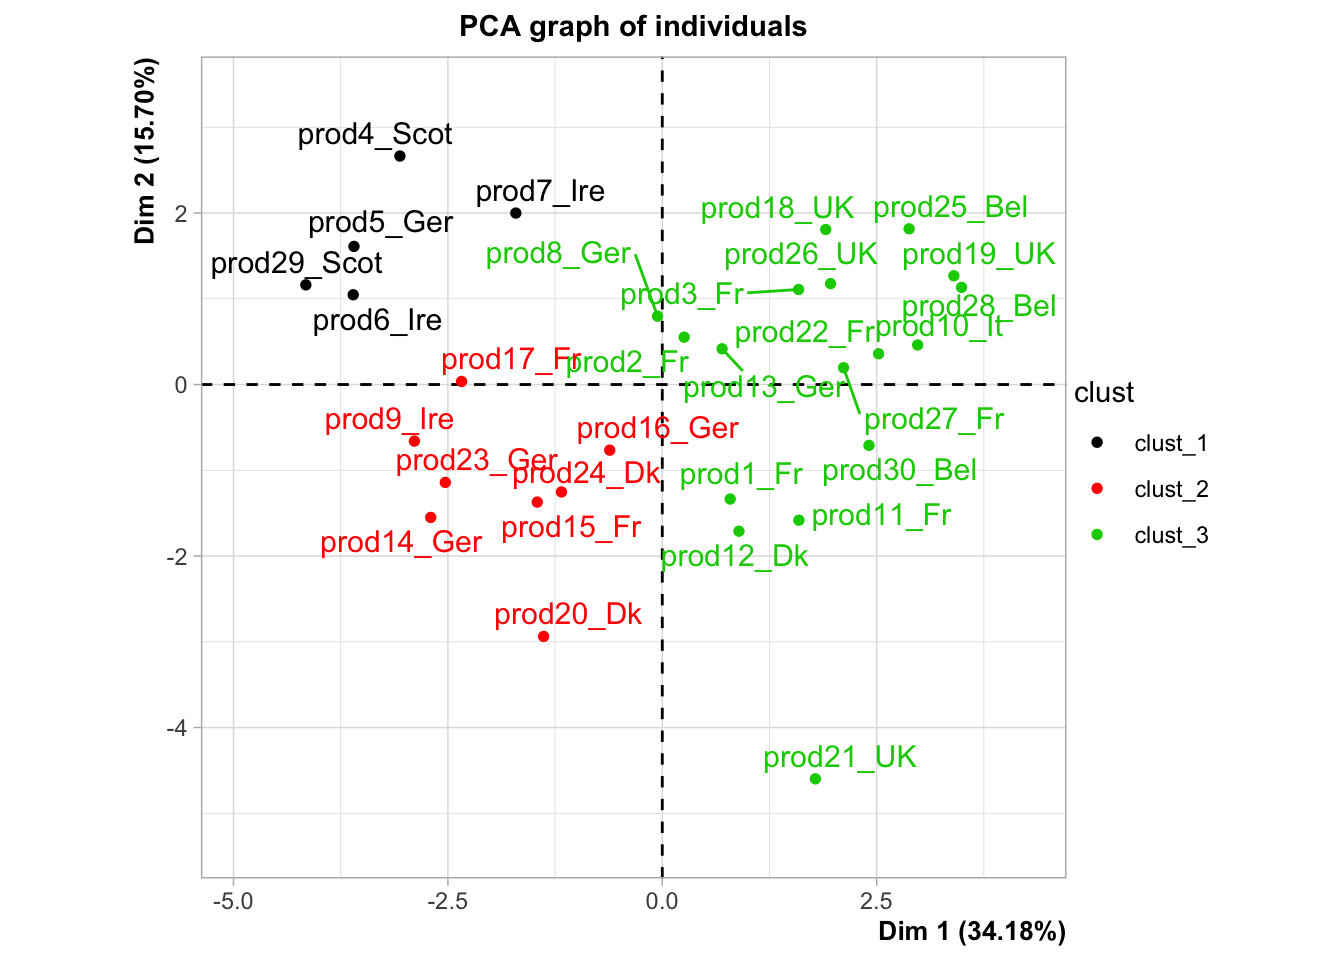 PCA graph of individuals
Dim 2 (15.70%)
prod4_Scot
prod7_Ire
prod5_Ger
prod18_UK
prod25_Bel
prod8_Ger
prod26_UK
prod19_UK
prod29_Scot
prod3_Fr
prod28_Bel
prod6_Ire
prod22_Fr
prod10_It
prod17_Fr
prod2_Fr
prod13_Ger
prod9_Ire
prod16_Ger
prod27_Fr
prod23_Ger
prod24_Dk
prod1_Fr
prod30_Bel
prod15_Fr
prod11_Fr
prod14_Ger
prod12_Dk
prod20_Dk
prod21_UK
2
0
-2
-4
-5.0
-2.5
0.0
2.5
Dim 1 (34.18%)
clust
clust_1
clust_2
clust_3